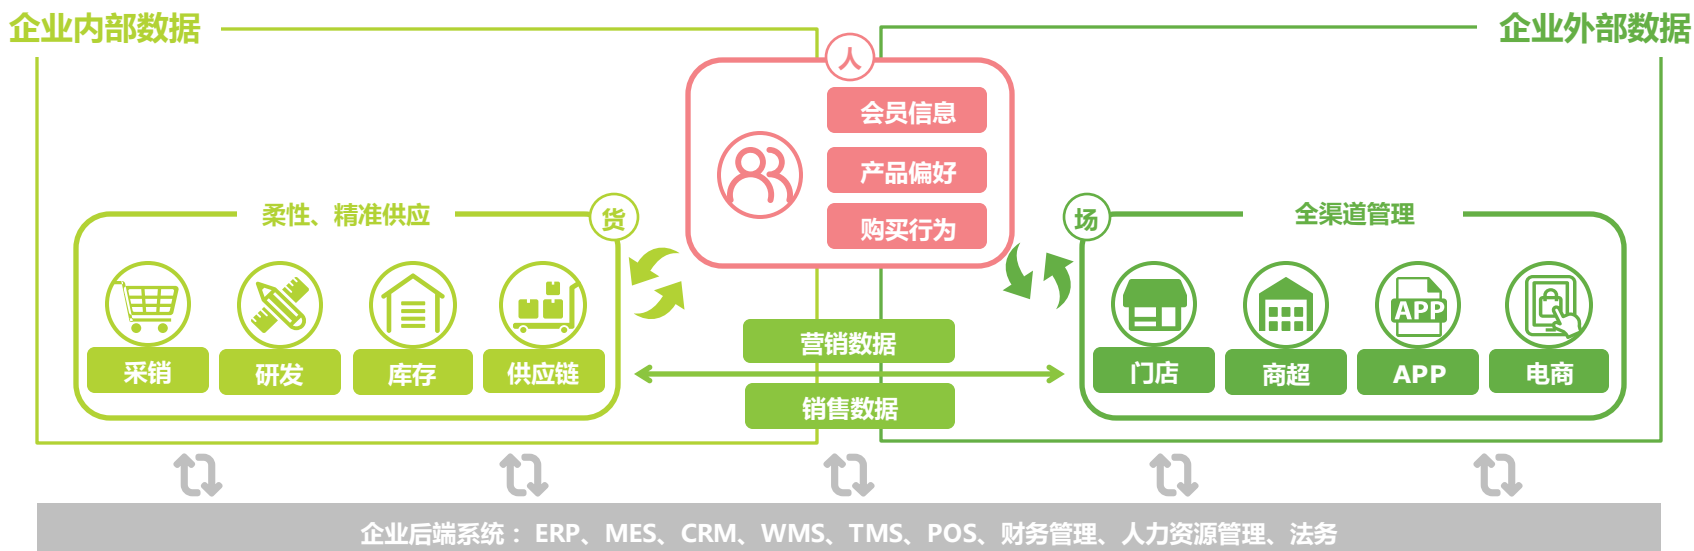 企业内部数据
企业外部数据
人
会员信息
产品偏好
购买行为
柔性、精准供应
货
采销
研发
库存
供应链
场
全渠道管理
APP
门店
商超
APP
电商
营销数据
销售数据
企业后端系统：ERP、MES、CRM、WMS、TMS、POS、财务管理、人力资源管理、法务